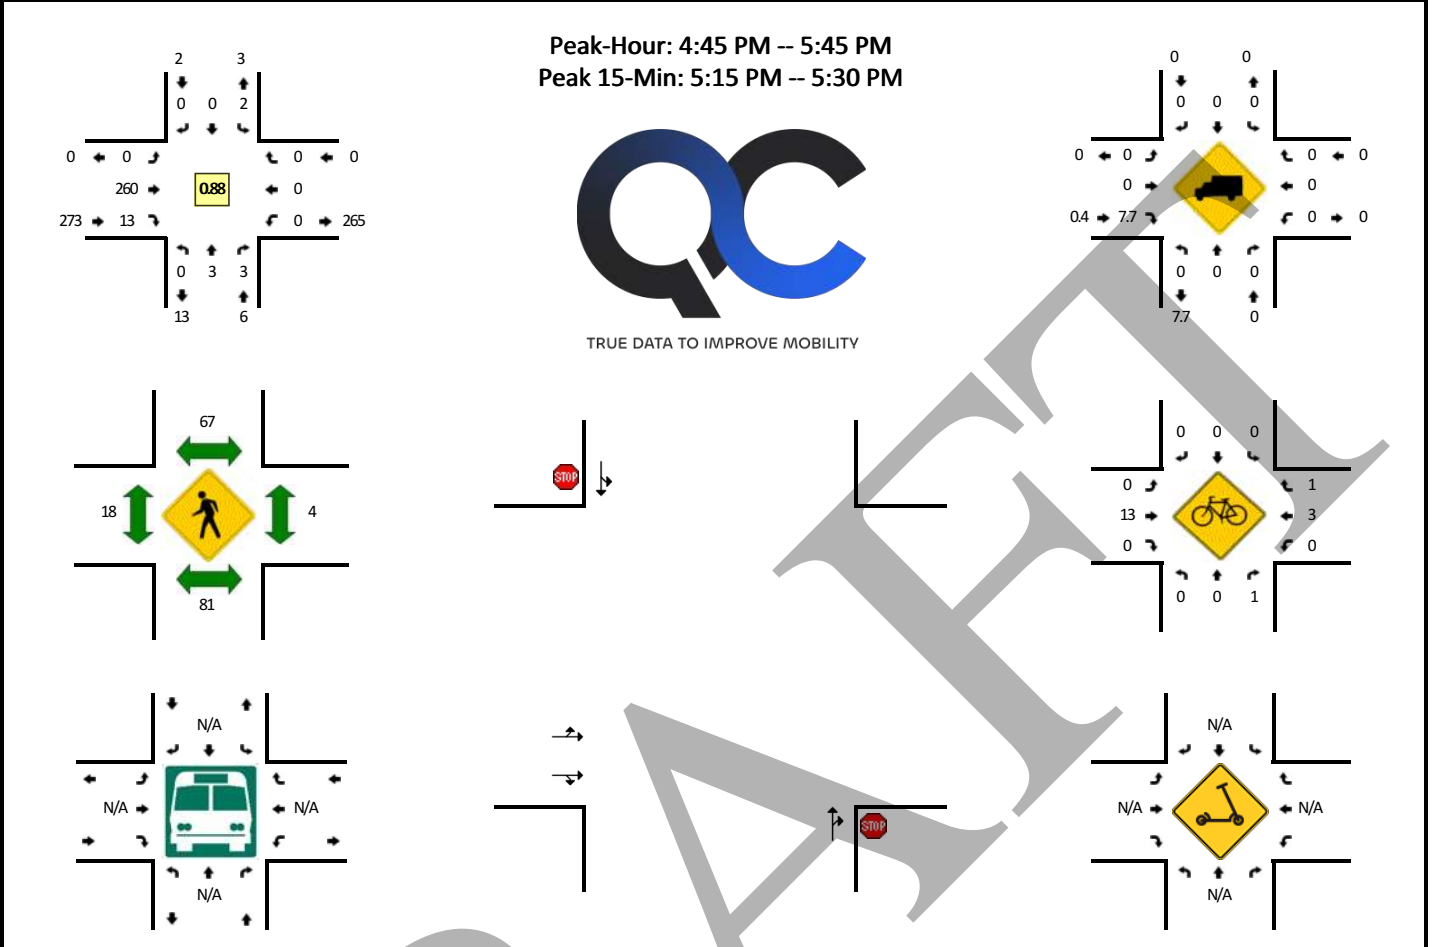 Peak-Hour: 4:45 PM -- 5:45 PM
Peak 15-Min: 5:15 PM -- 5:30 PM
2 3
0 0 2
0 0 0 0
260 0.88 0
273 13 0 265
0 3 3
13 6
QC
TRUE DATA TO IMPROVE MOBILITY
0 0
0 0 0
0 0 0 0
0 0
0.4 7.7 0 0
0 0 0
7.7 0
67
18 4
81
STOP
STOP
0 0 0
0 1
13 3
0 0
0 0 1
N/A
N/A N/A
N/A
N/A
N/A N/A
N/A